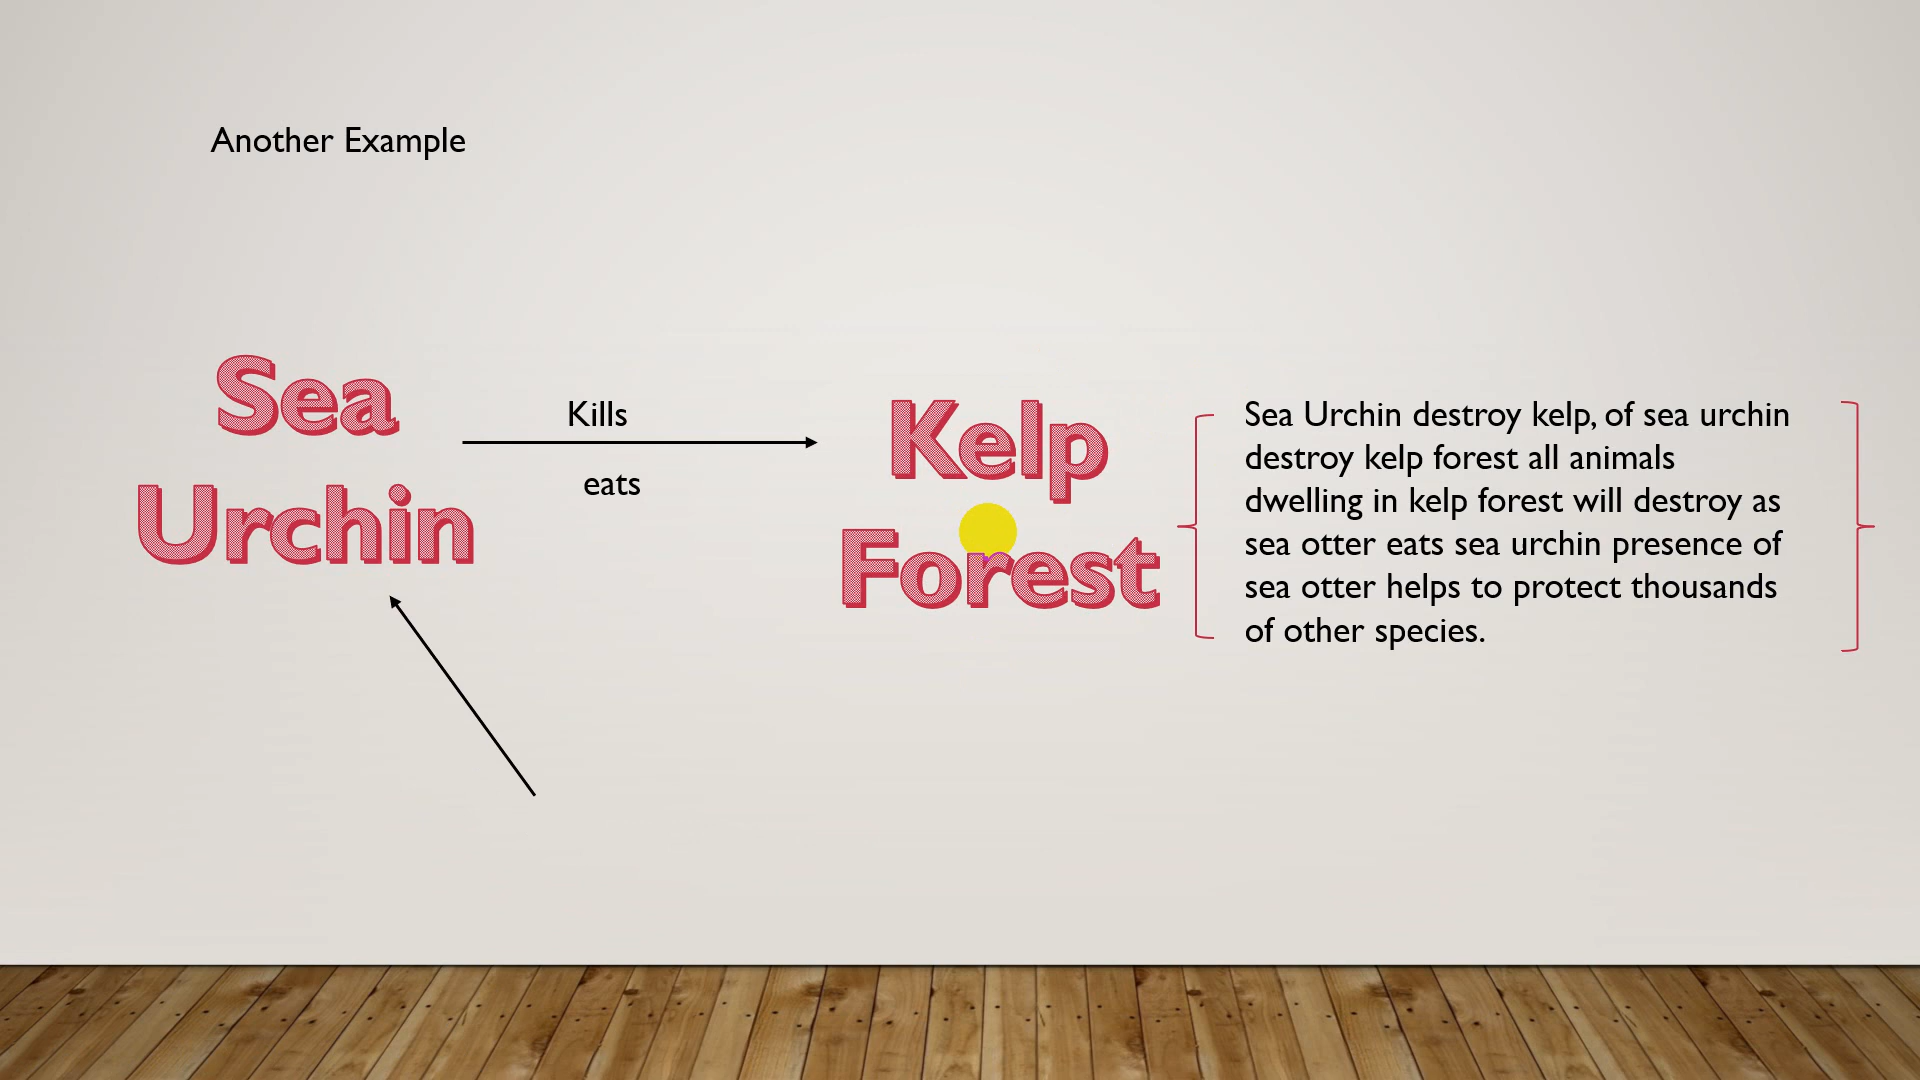 Another Example
Sea
Urchin
Kills
eats
Kelp
Forest
Sea Urchin destroy kelp, of sea urchin
destroy kelp forest all animals
dwelling in kelp forest will destroy as
sea otter eats sea urchin presence of
sea otter helps to protect thousands
of other species.